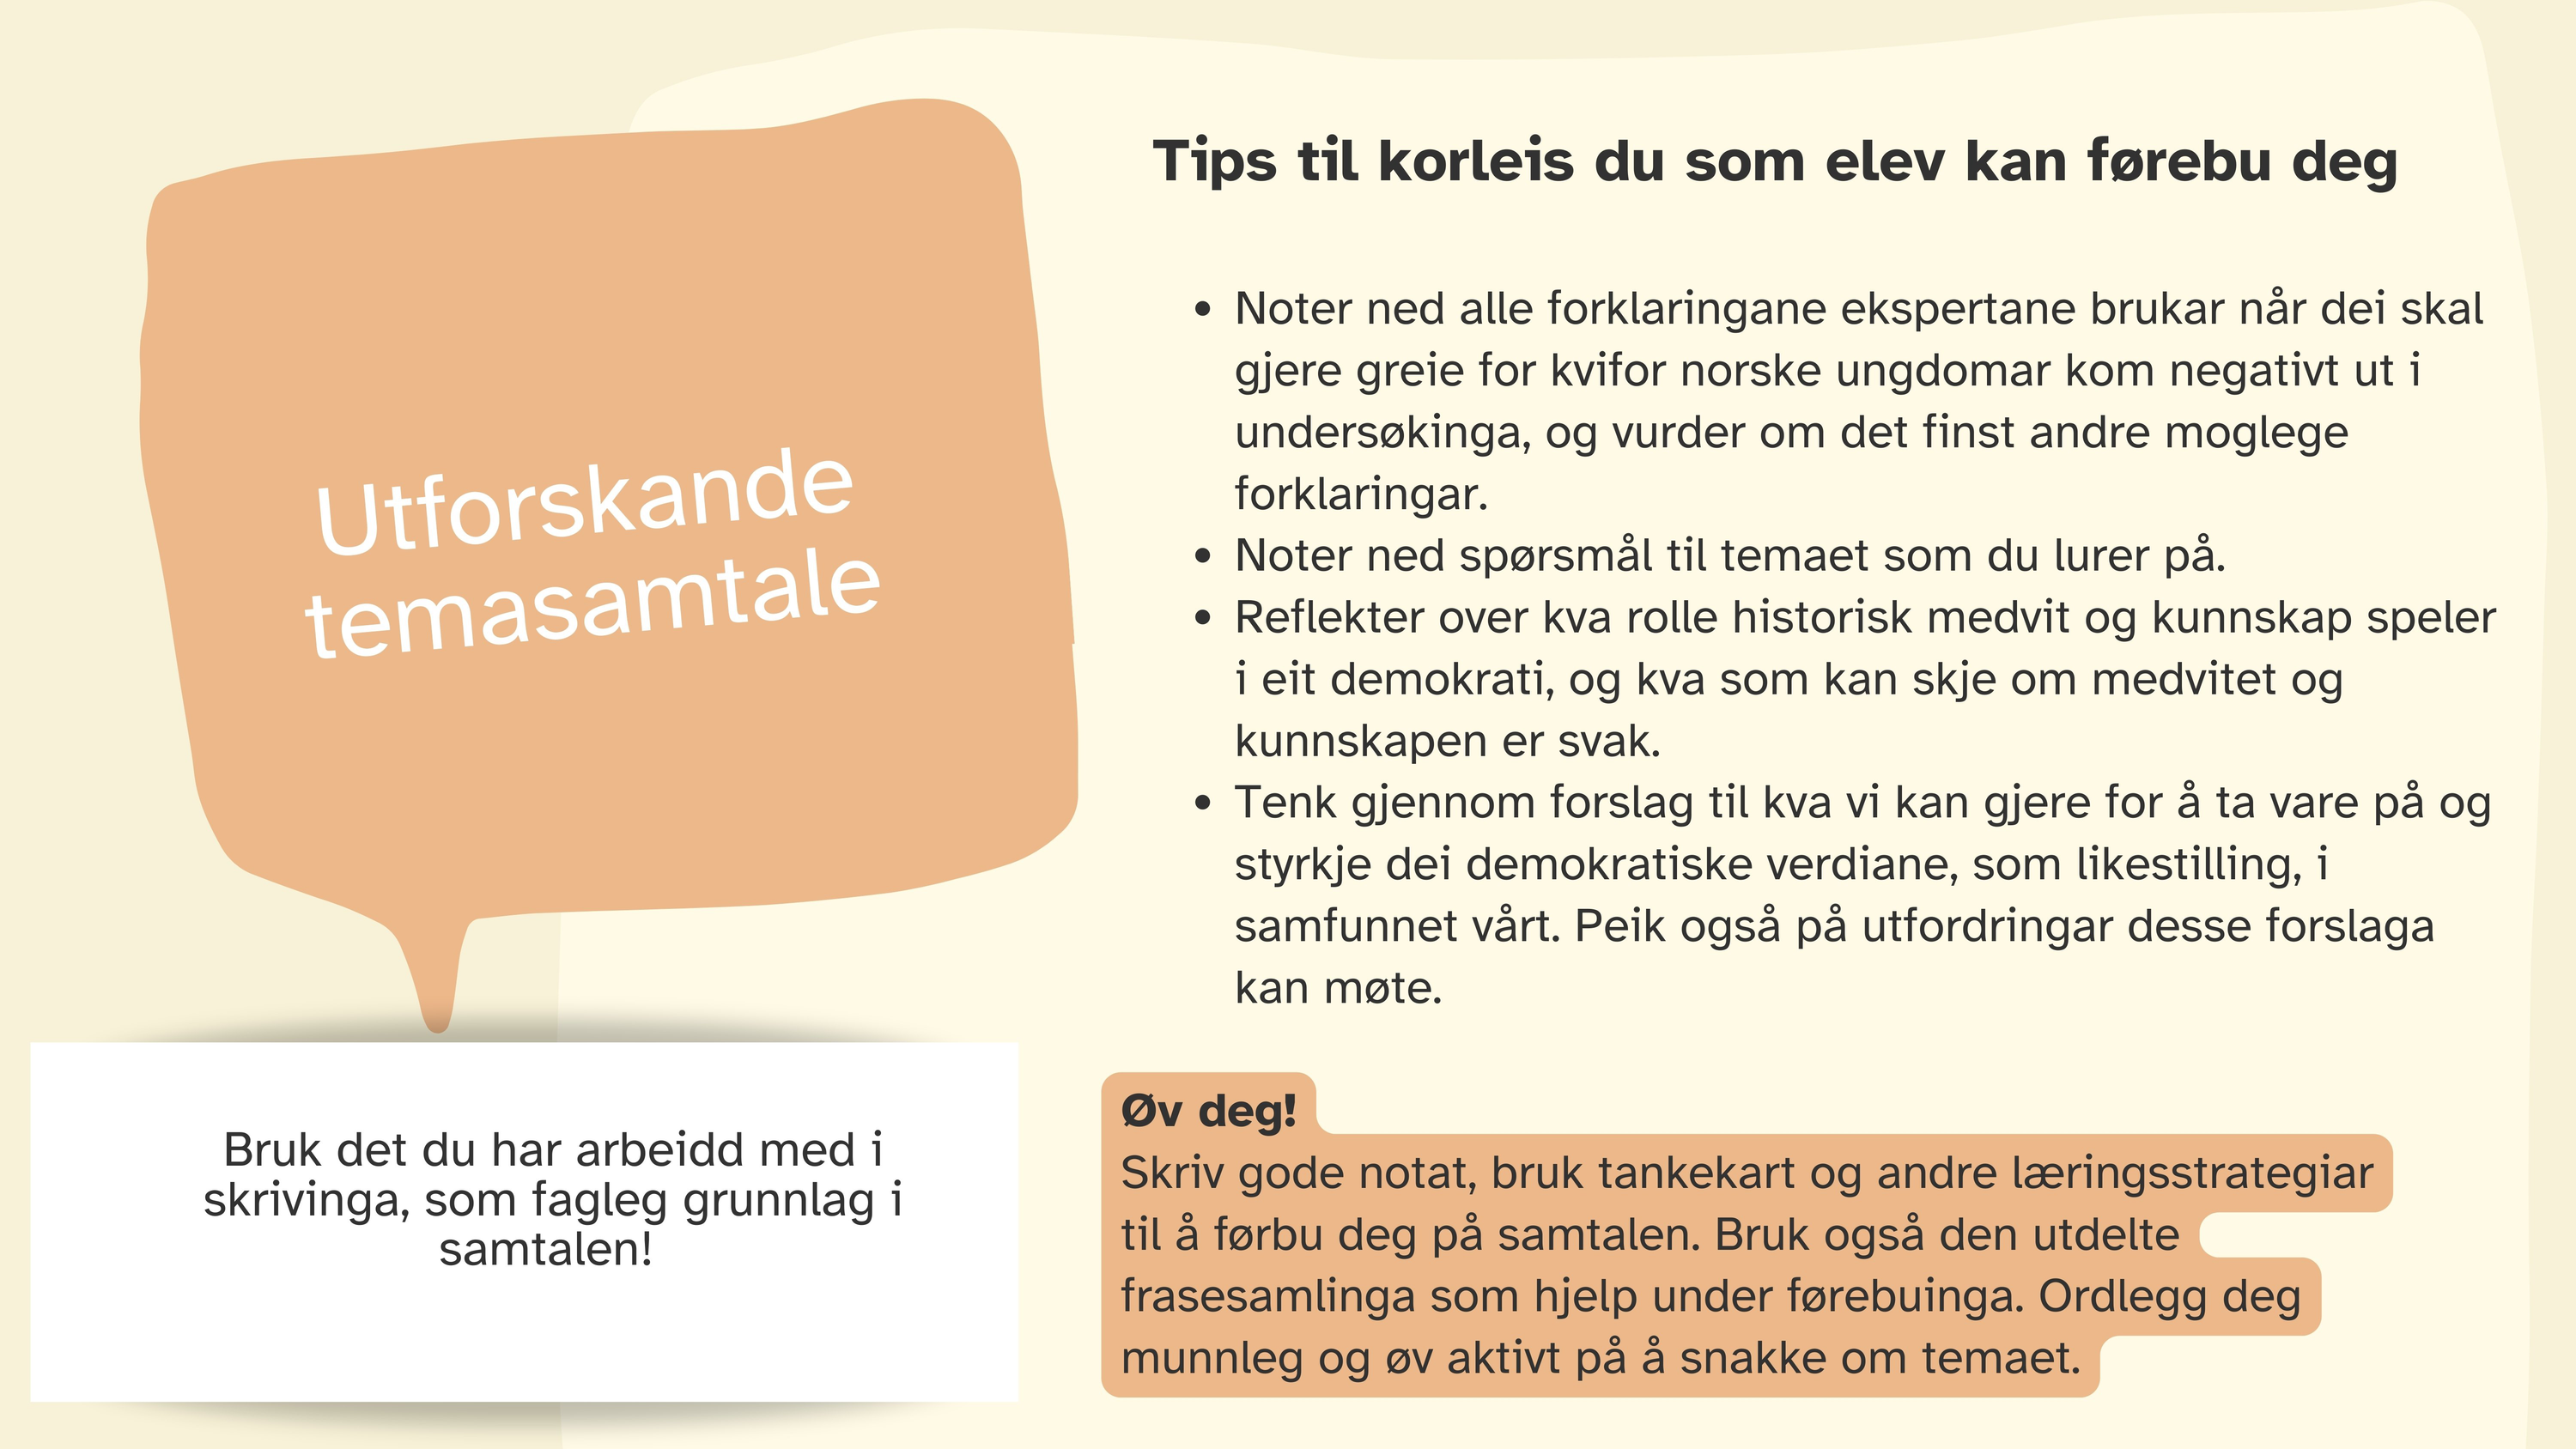 Utforskande
temasamtale
Bruk det du har arbeidd med i
skrivinga, som fagleg grunnlag i
samtalen!
Tips til korleis du som elev kan førebu deg
• Noter ned alle forklaringane ekspertane brukar når dei skal
gjere greie for kvifor norske ungdomar kom negativt ut i
undersøkinga, og vurder om det finst andre moglege
forklaringar.
• Noter ned spørsmål til temaet som du lurer på.
• Reflekter over kva rolle historisk medvit og kunnskap speler
i eit demokrati, og kva som kan skje om medvitet og
kunnskapen er svak.
• Tenk gjennom forslag til kva vi kan gjere for å ta vare på og
styrkje dei demokratiske verdiane, som likestilling, i
samfunnet vårt. Peik også på utfordringar desse forslaga
kan møte.
Øv deg!
Skriv gode notat, bruk tankekart og andre læringsstrategiar
til å førbu deg på samtalen. Bruk også den utdelte
frasesamlinga som hjelp under førebuinga. Ordlegg deg
munnleg og øv aktivt på å snakke om temaet.